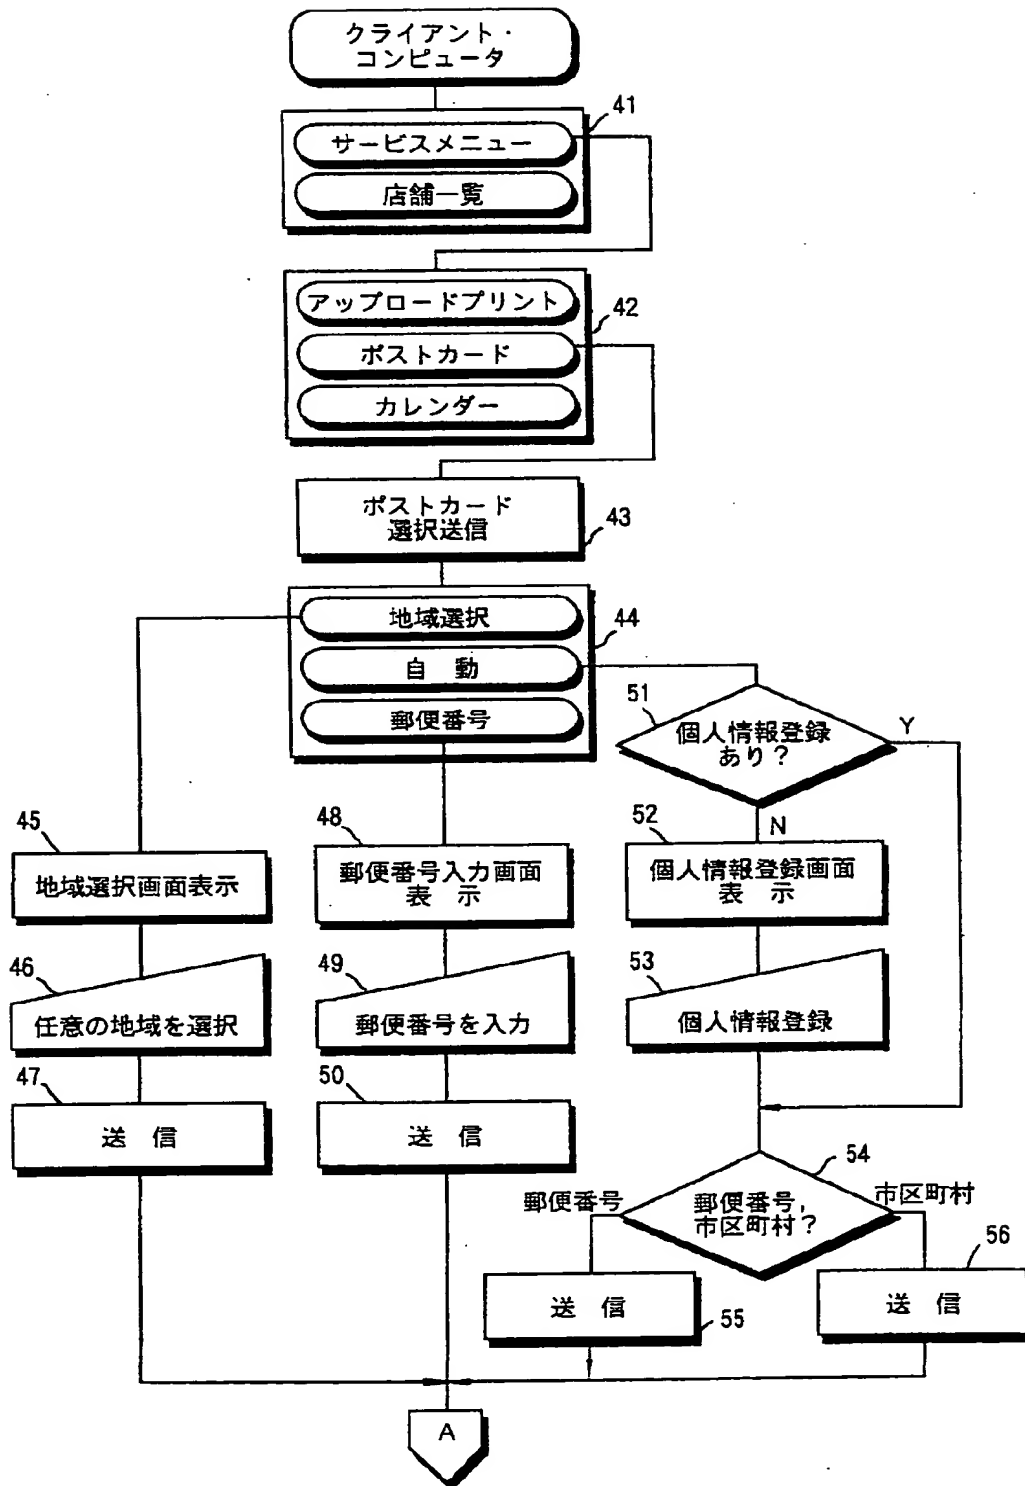 クライアント・
コンピュータ
41
サービスメニュー
店舗一覧
アップロードプリント
42
ポストカード
カレンダー
ポストカード
選択送信
43
地域選択
44
自 動
郵便番号
51
個人情報登録
あり？
Y
N
45
地域選択画面表示
48
郵便番号入力画面
表 示
52
個人情報登録画面
表 示
46
任意の地域を選択
49
郵便番号を入力
53
個人情報登録
47
送 信
50
送 信
54
郵便番号
郵便番号,
市区町村？
市区町村
送 信
55
56
送 信
A